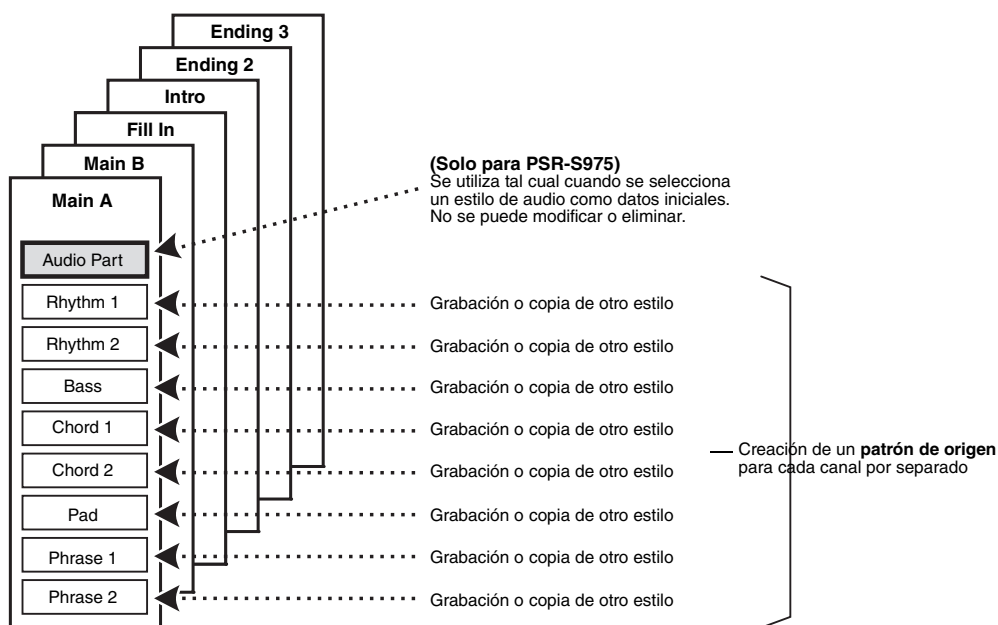 Ending 3
Ending 2
Intro
Fill In
Main B
Main A
(Solo para PSR-S975)
Se utiliza tal cual cuando se selecciona
un estilo de audio como datos iniciales.
No se puede modificar o eliminar.
Audio Part
Rhythm 1
Grabación o copia de otro estilo
Rhythm 2
Grabación o copia de otro estilo
Bass
Grabación o copia de otro estilo
Chord 1
Grabación o copia de otro estilo
Chord 2
Grabación o copia de otro estilo
Creación de un patrón de origen
para cada canal por separado
Pad
Grabación o copia de otro estilo
Phrase 1
Grabación o copia de otro estilo
Phrase 2
Grabación o copia de otro estilo